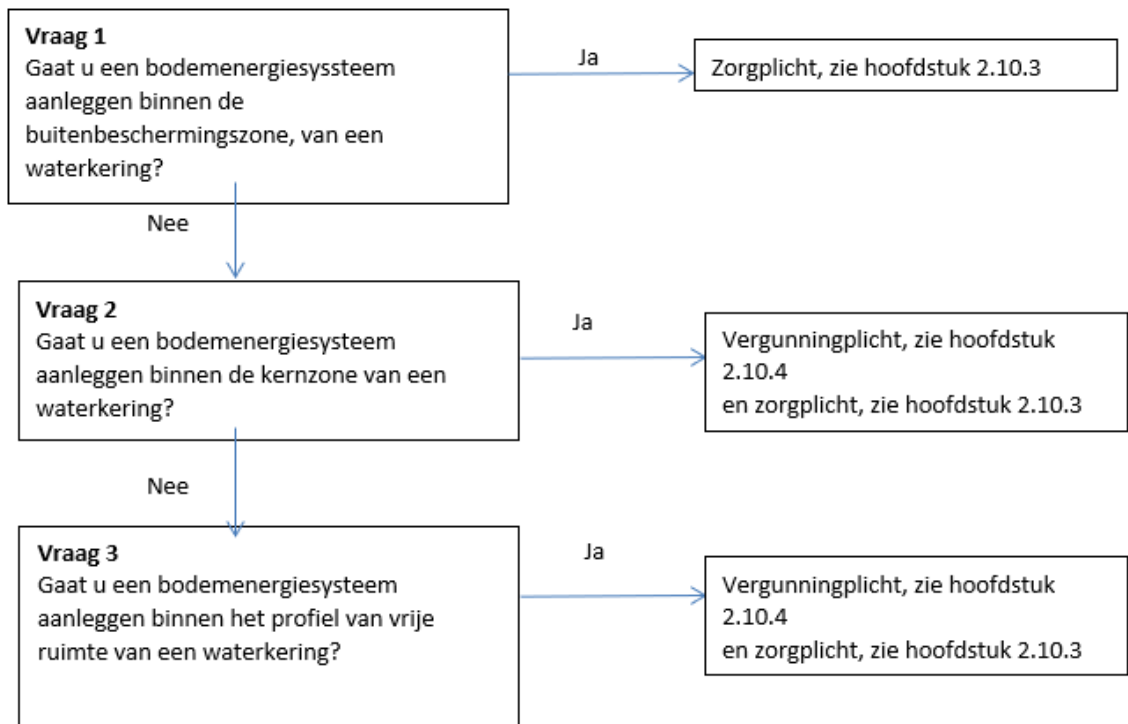 Vraag 1
Gaat u een bodemenergiesyssteem
aanleggen binnen de
buitenbeschermingszone, van een
waterkering?
Ja
Zorgplicht, zie hoofdstuk 2.10.3
Nee
Vraag 2
Gaat u een bodemenergiesysteem
aanleggen binnen de kernzone van een
waterkering?
Ja
Vergunningplicht, zie hoofdstuk
2.10.4
en zorgplicht, zie hoofdstuk 2.10.3
Nee
Vraag 3
Gaat u een bodemenergiesysteem
aanleggen binnen het profiel van vrije
ruimte van een waterkering?
Ja
Vergunningplicht, zie hoofdstuk
2.10.4
en zorgplicht, zie hoofdstuk 2.10.3